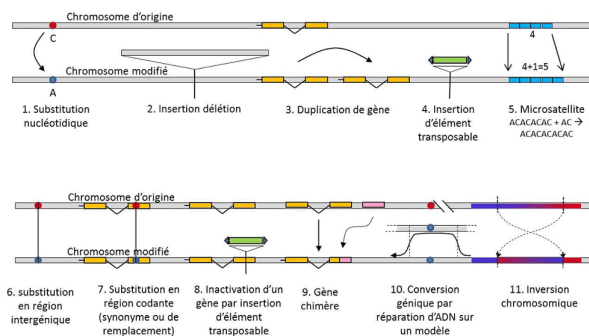 Chromosome d'origine
C
4
Chromosome modifié
4+1=5
A
1. Substitution
nucléotidique
2. Insertion délétion
3. Duplication de gène
4. Insertion
d'élément
transposable
5. Microsatellite
ACACACAC + AC →
ACACACACAC
Chromosome d'origine
Chromosome modifié
6. substitution
en région
intergénique
7. Substitution en
région codante
(synonyme ou de
remplacement)
8. Inactivation d'un
gène par insertion
d'élément
transposable
9. Gène
chimère
10. Conversion
génique par
réparation d'ADN sur
un modèle
11. Inversion
chromosomique